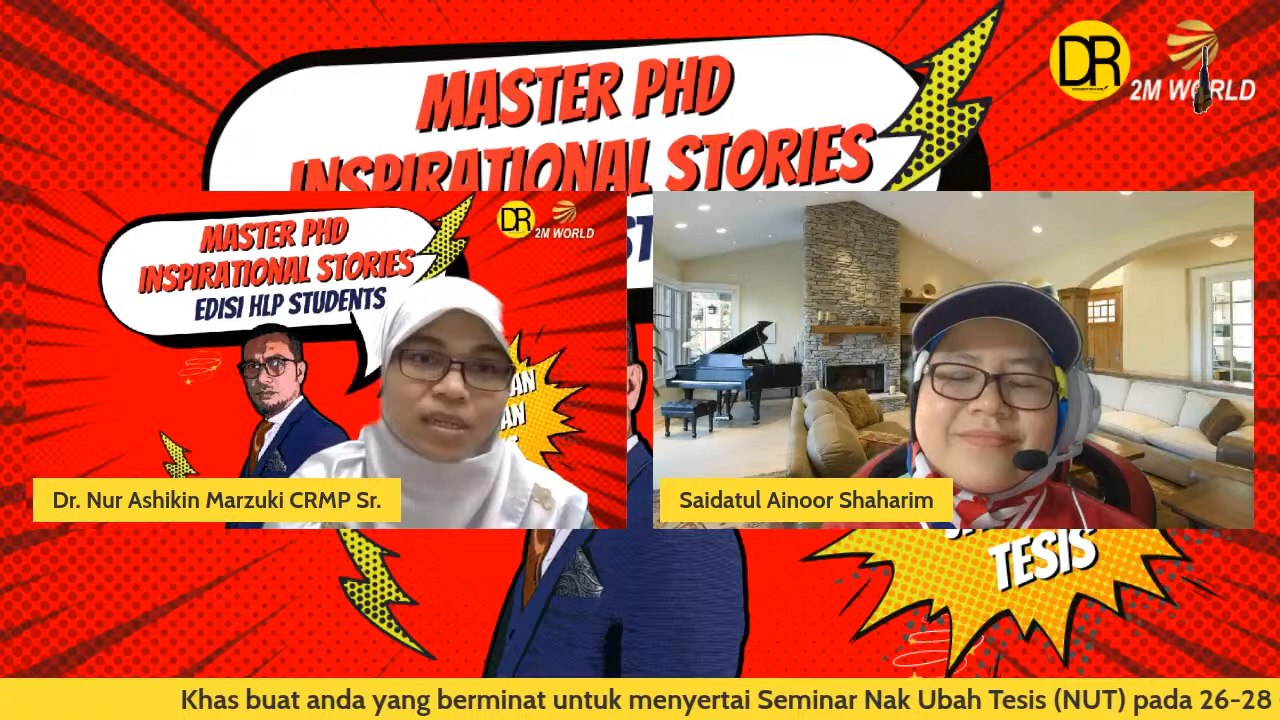 MASTER PHD
INSPIRATIONAL STORIES
DR
2M WORLD
MASTER PHD
INSPIRATIONAL STORIES
EDISI HLP STUDENTS
DR
2M WORLD
Dr. Nur Ashikin Marzuki CRMP Sr.
Saidatul Ainoor Shaharim
TESIS
Khas buat anda yang berminat untuk menyertai Seminar Nak Ubah Tesis (NUT) pada 26-28